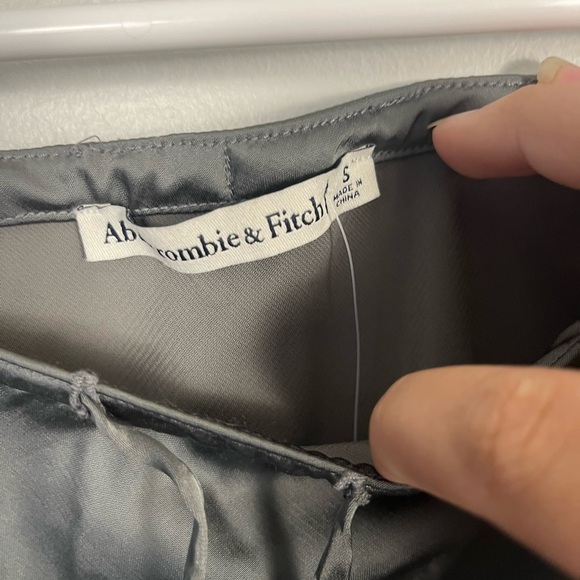 Abercrombie & Fitch
S
MADE IN
CHINA